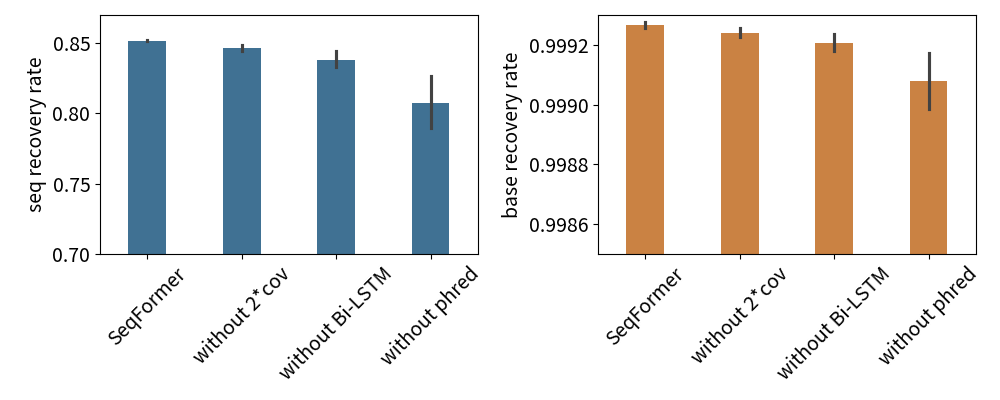 seq recovery rate
0.85
0.80
0.75
0.70
SeqFormer
without 2*cov
without Bi-LSTM
without phred
base recovery rate
0.9992
0.9990
0.9988
0.9986
SeqFormer
without 2*cov
without Bi-LSTM
without phred